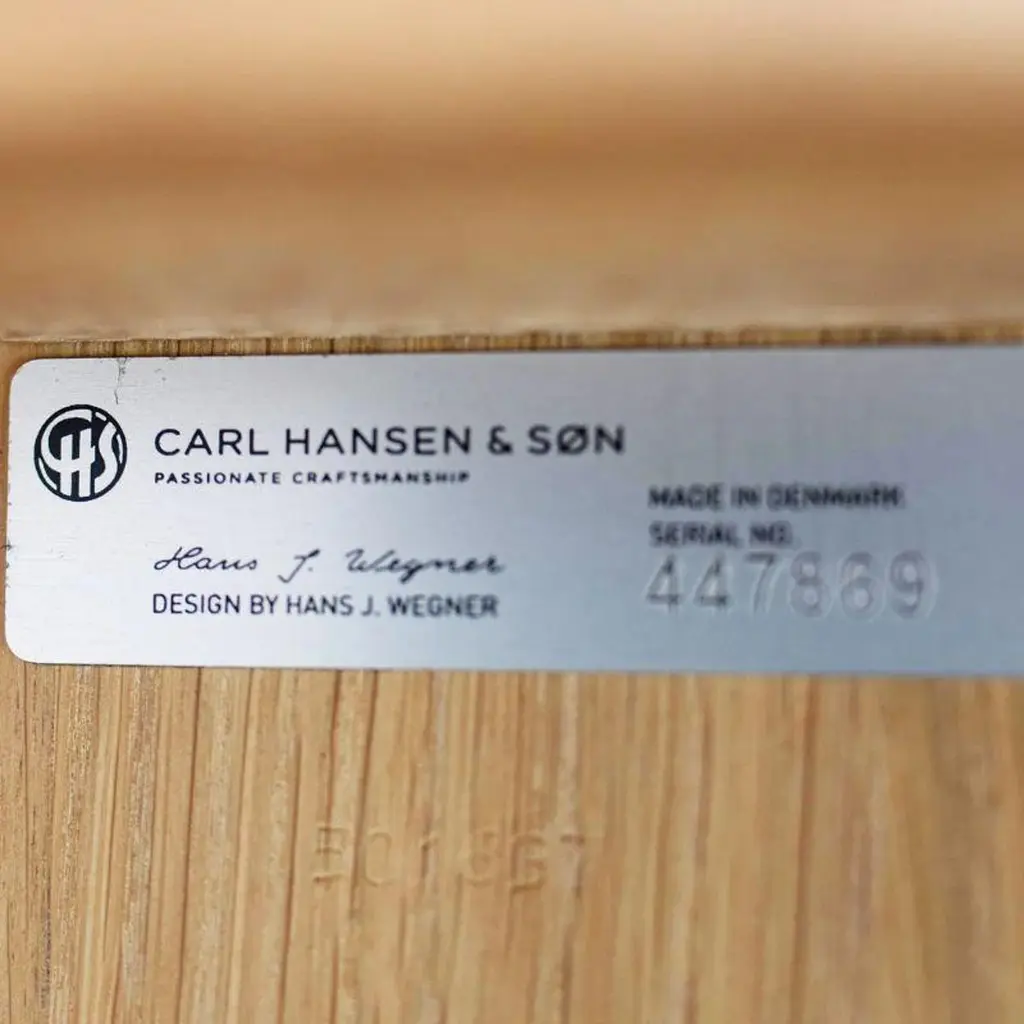 CHS
CARL HANSEN & SØN
PASSIONATE CRAFTSMANSHIP
Hans J. Wegner
DESIGN BY HANS J. WEGNER
MADE IN DENMARK
SERIAL NO.
447869